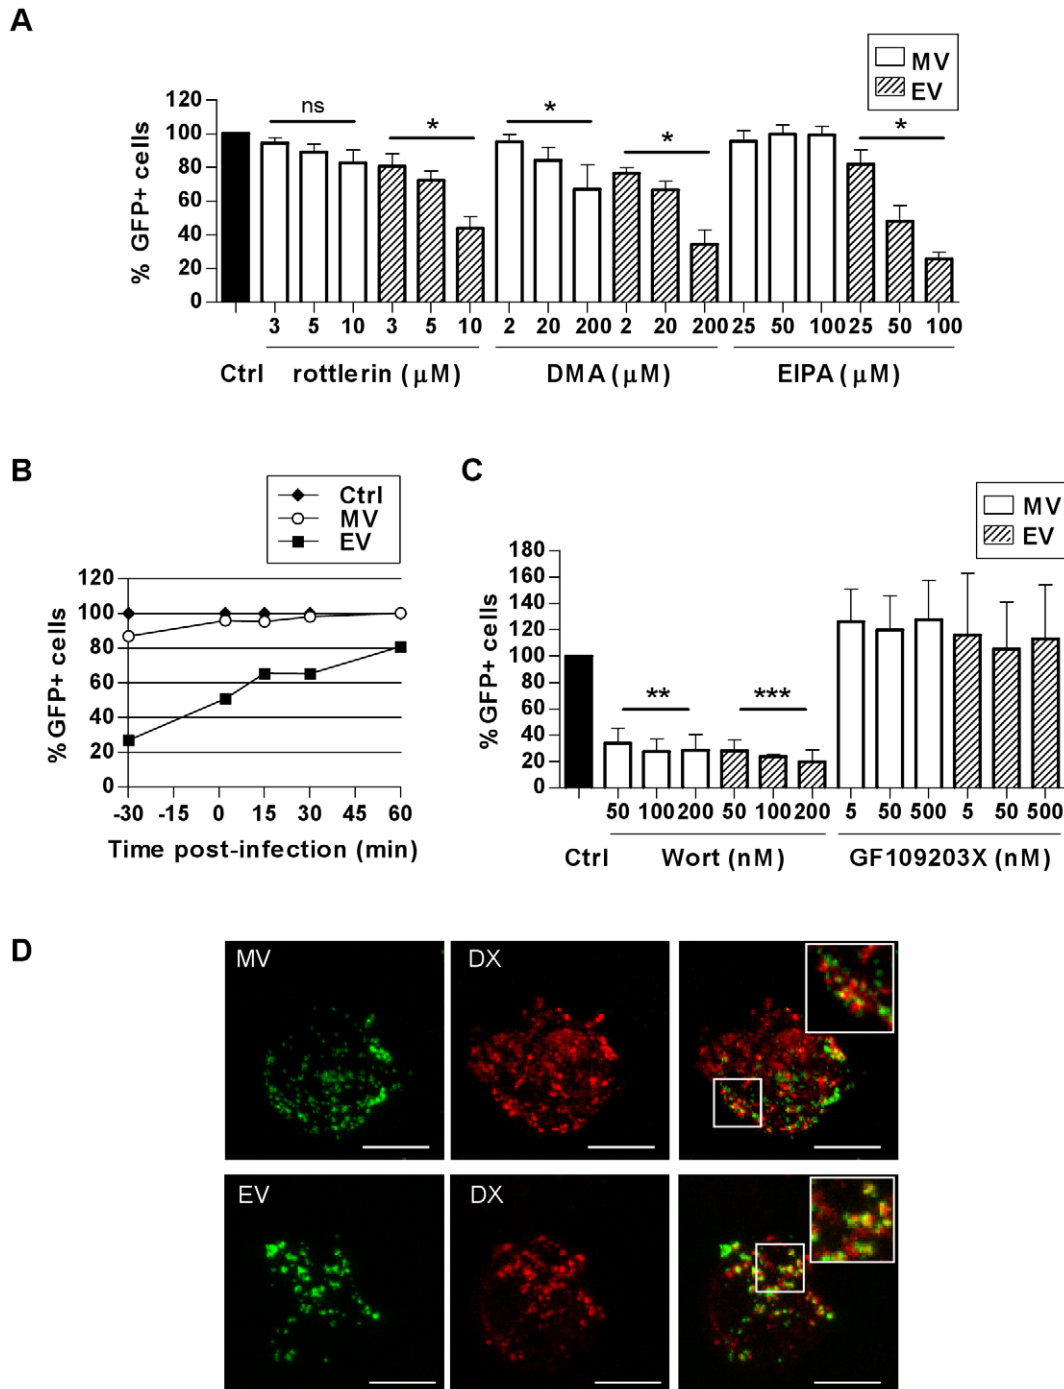 A
MV
EV
% GFP+ cells
120
100
80
60
40
20
0
ns
*
*
*
*
3 5 10 3 5 10 2 20 200 2 20 200 25 50 100 25 50 100
Ctrl rottlerin (μM) DMA (μM) EIPA (μM)
B
Ctrl
MV
EV
% GFP+ cells
120
100
80
60
40
20
0
-30 -15 0 15 30 45 60
Time post-infection (min)
C
MV
EV
% GFP+ cells
180
160
140
120
100
80
60
40
20
0
**
***
50 100 200 50 100 200 5 50 500 5 50 500
Ctrl Wort (nM) GF109203X (nM)
D
MV
DX
EV
DX